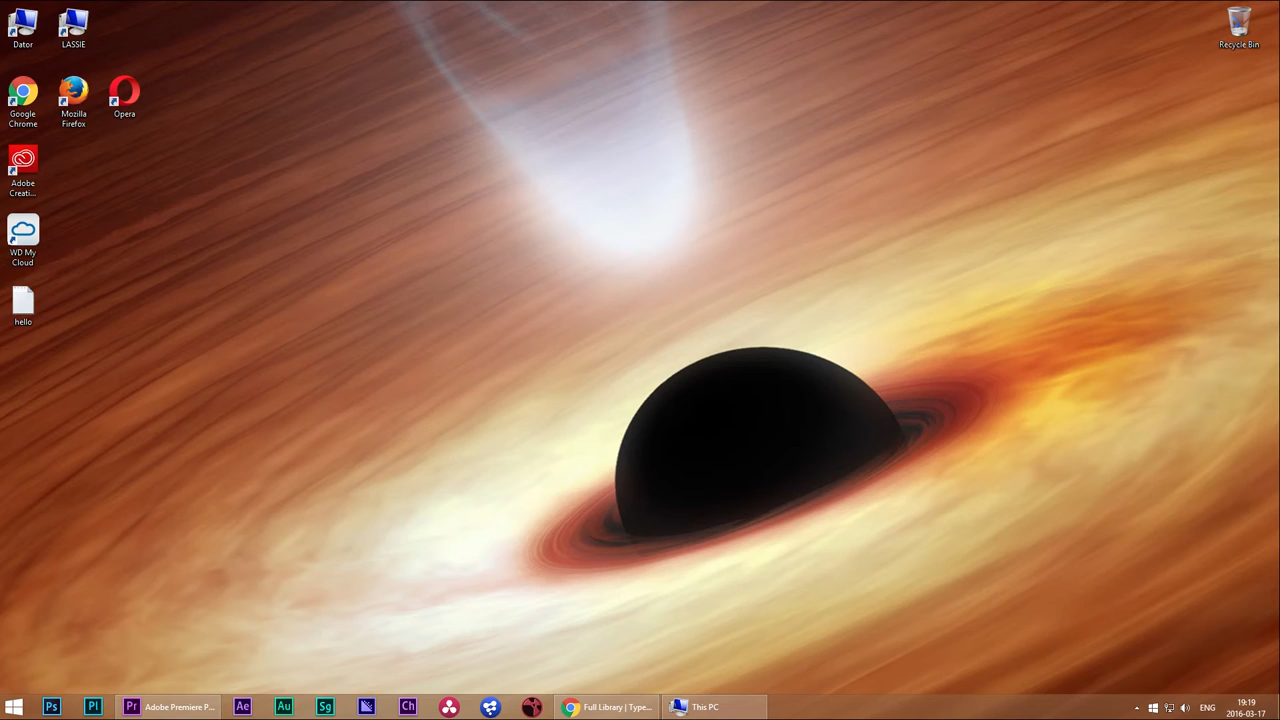 Dator
LASSIE
Recycle Bin
Google
Chrome
Mozilla
Firefox
Opera
Adobe
Creati...
WD My
Cloud
hello
Ps
Pl
Pr Adobe Premiere P...
Ae
Au
Sg
Ch
Full Library | Type...
This PC
ENG
19:19
2016-03-17